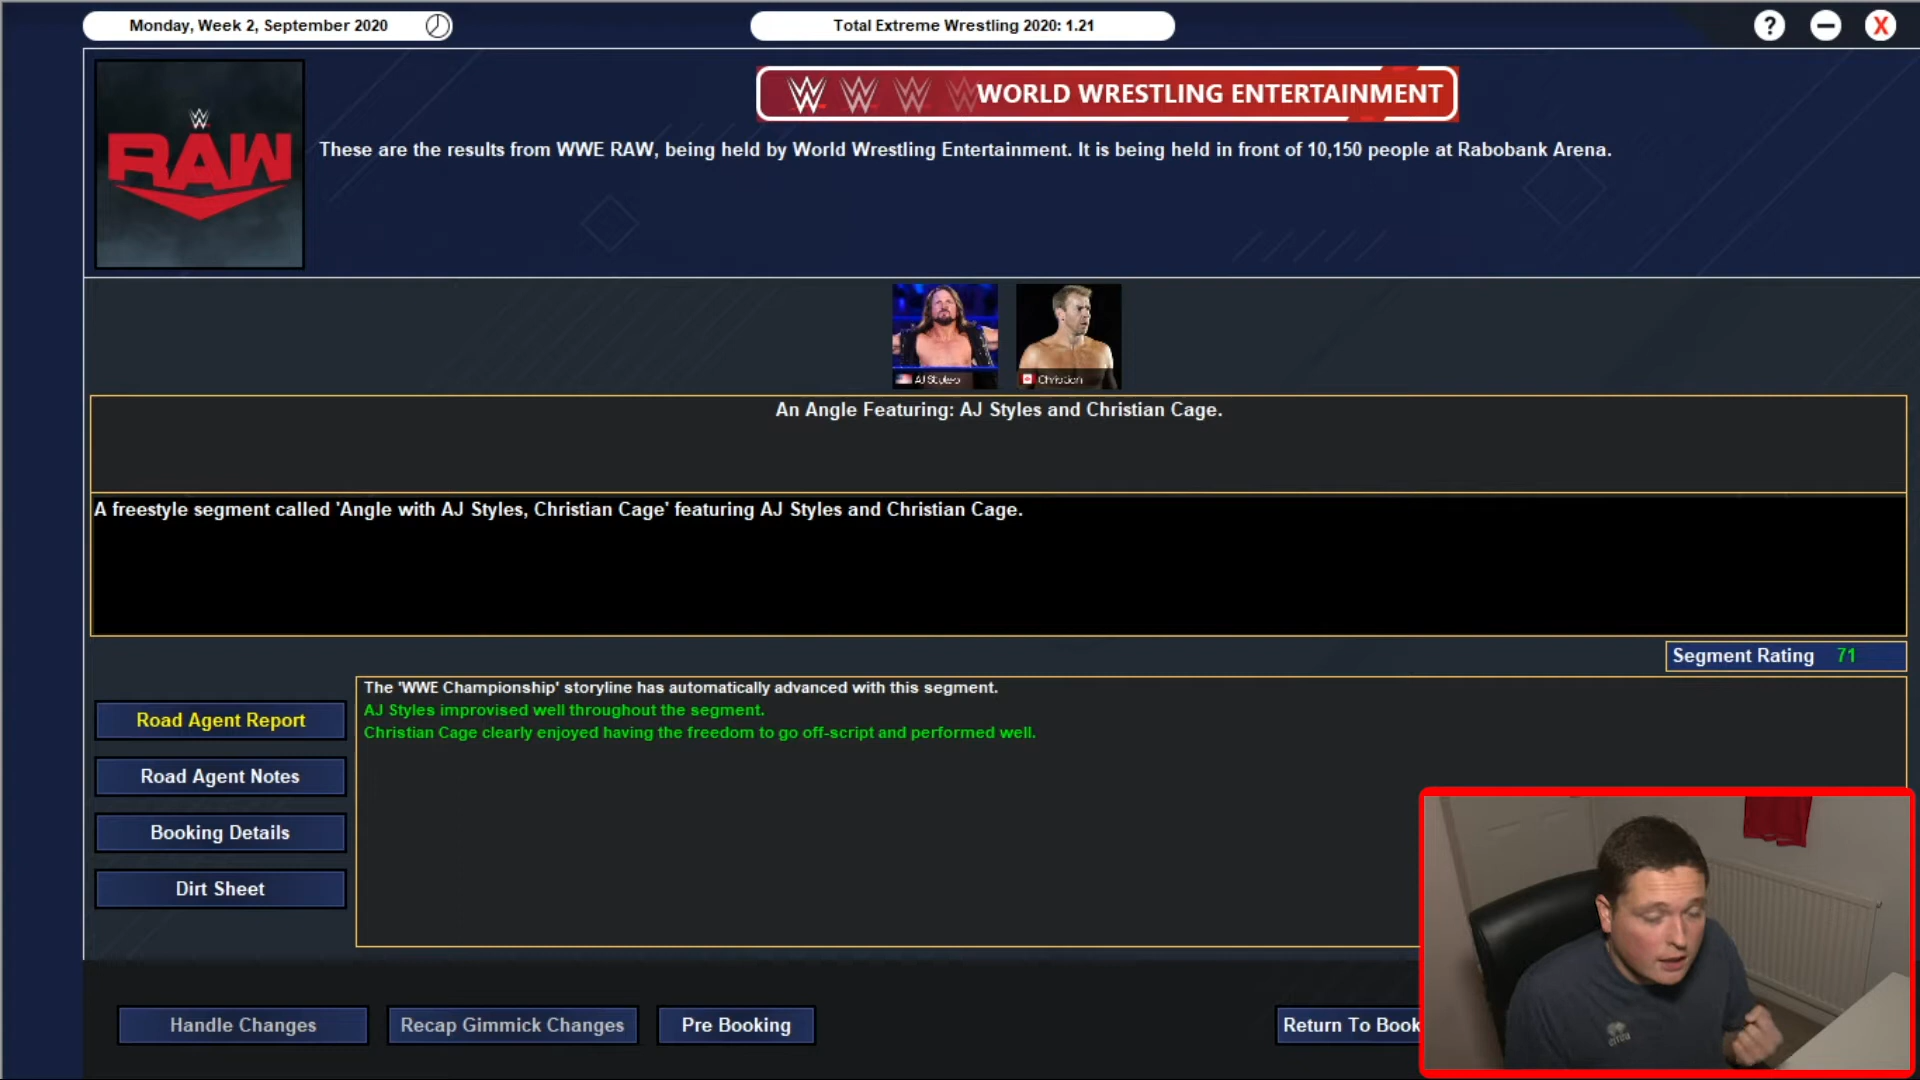 Monday, Week 2, September 2020
Total Extreme Wrestling 2020: 1.21
?
X
WORLD WRESTLING ENTERTAINMENT
RAW
These are the results from WWE RAW, being held by World Wrestling Entertainment. It is being held in front of 10,150 people at Rabobank Arena.
AJ Styles
Christian
An Angle Featuring: AJ Styles and Christian Cage.
A freestyle segment called 'Angle with AJ Styles, Christian Cage' featuring AJ Styles and Christian Cage.
Segment Rating 71
The 'WWE Championship' storyline has automatically advanced with this segment.
AJ Styles improvised well throughout the segment.
Christian Cage clearly enjoyed having the freedom to go off-script and performed well.
Road Agent Report
Road Agent Notes
Booking Details
Dirt Sheet
Handle Changes
Recap Gimmick Changes
Pre Booking
Return To Book